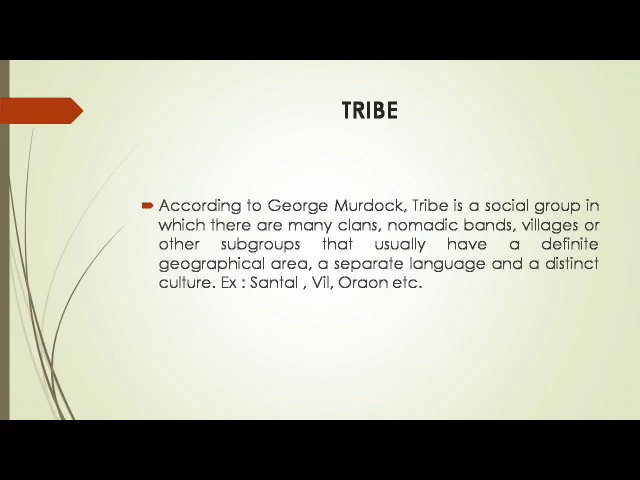 TRIBE
According to George Murdock, Tribe is a social group in
which there are many clans, nomadic bands, villages or
other subgroups that usually have a definite
geographical area, a separate language and a distinct
culture. Ex : Santal , Vil, Oraon etc.